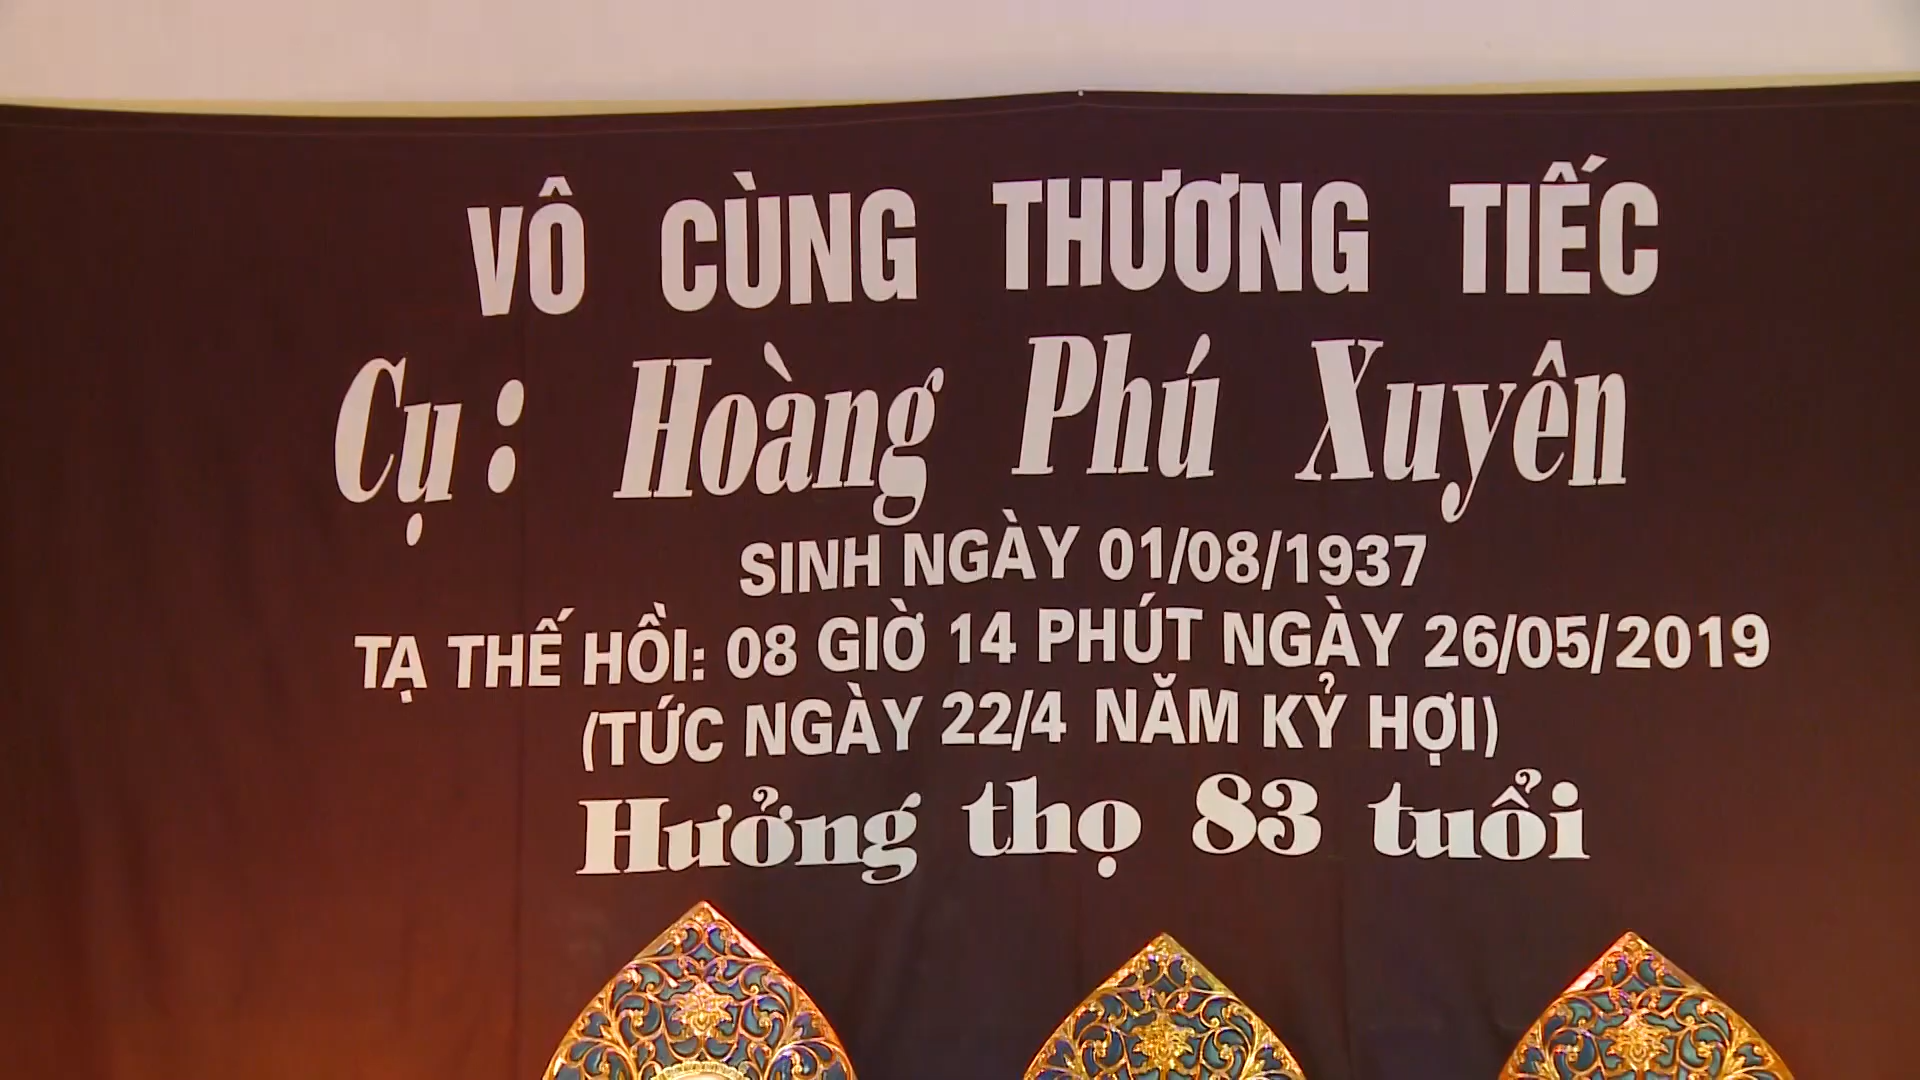 VÔ CÙNG THƯƠNG TIẾC
Cụ: Hoàng Phú Xuyên
SINH NGÀY 01/08/1937
TẠ THẾ HỒI: 08 GIỜ 14 PHÚT NGÀY 26/05/2019
(TỨC NGÀY 22/4 NĂM KỶ HỢI)
Hưởng thọ 83 tuổi